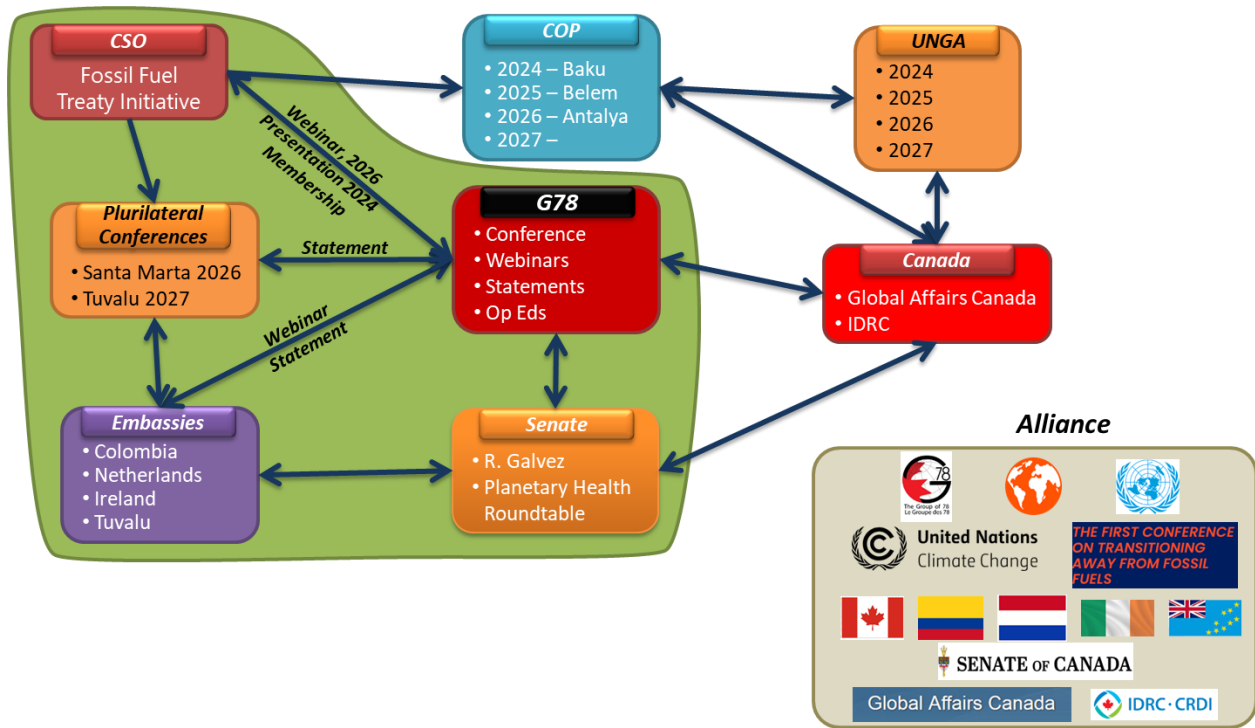 CSO
Fossil Fuel
Treaty Initiative
COP
• 2024 – Baku
• 2025 – Belem
• 2026 – Antalya
• 2027 –
UNGA
• 2024
• 2025
• 2026
• 2027
Webinar, 2026
Presentation 2024
Membership
Plurilateral
Conferences
• Santa Marta 2026
• Tuvalu 2027
Statement
G78
• Conference
• Webinars
• Statements
• Op Eds
Canada
• Global Affairs Canada
• IDRC
Webinar
Statement
Embassies
• Colombia
• Netherlands
• Ireland
• Tuvalu
Senate
• R. Galvez
• Planetary Health
Roundtable
Alliance
78
The Group of 78
Le Groupe des 78
United Nations
Climate Change
THE FIRST CONFERENCE
ON TRANSITIONING
AWAY FROM FOSSIL
FUELS
SENATE OF CANADA
Global Affairs Canada
IDRC · CRDI